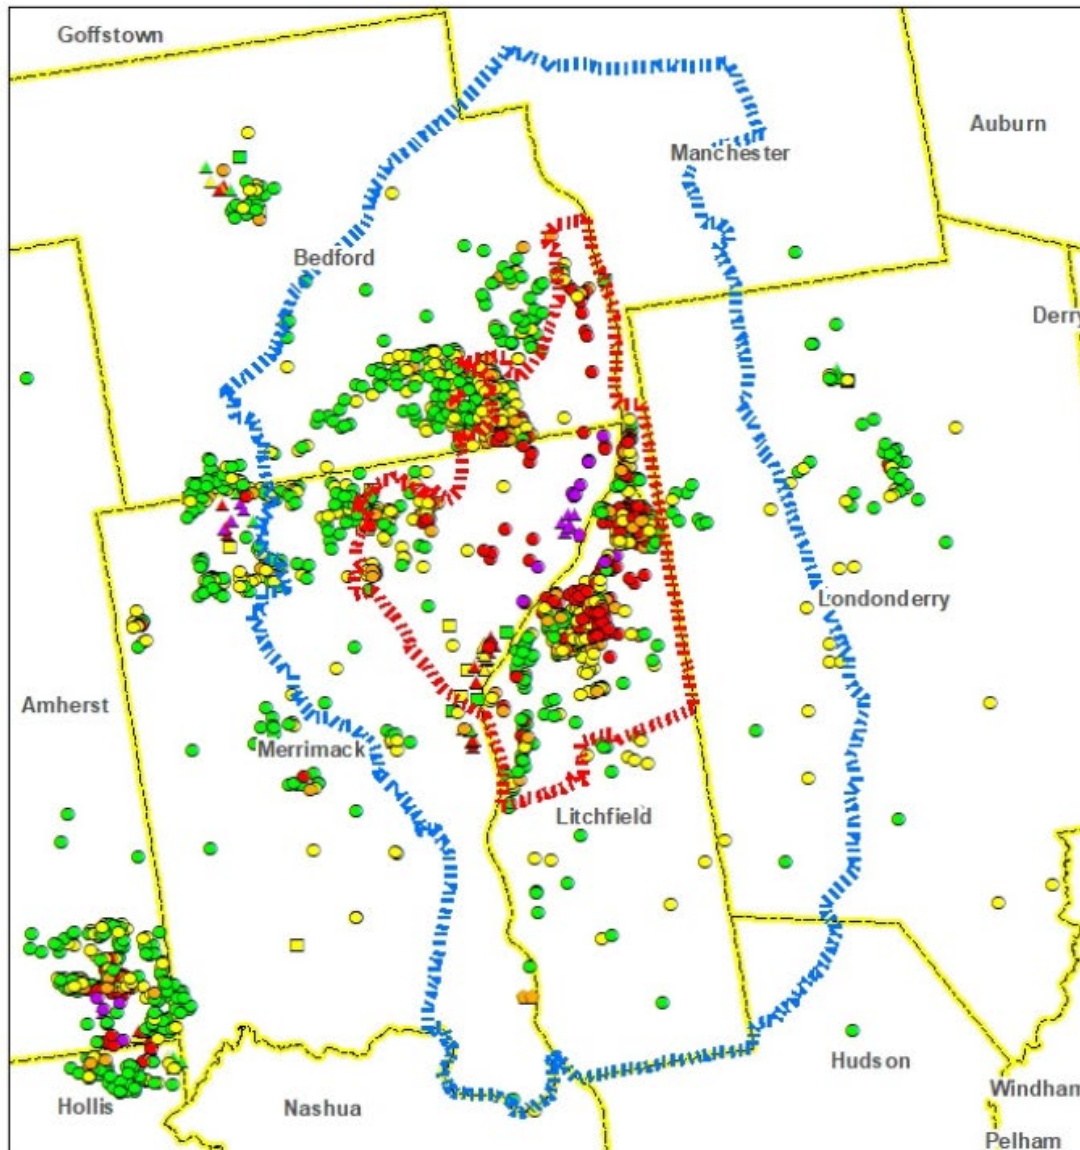 Goffstown
Auburn
Manchester
Bedford
Derry
Londonderry
Amherst
Merrimack
Litchfield
Hudson
Windham
Hollis
Nashua
Pelham